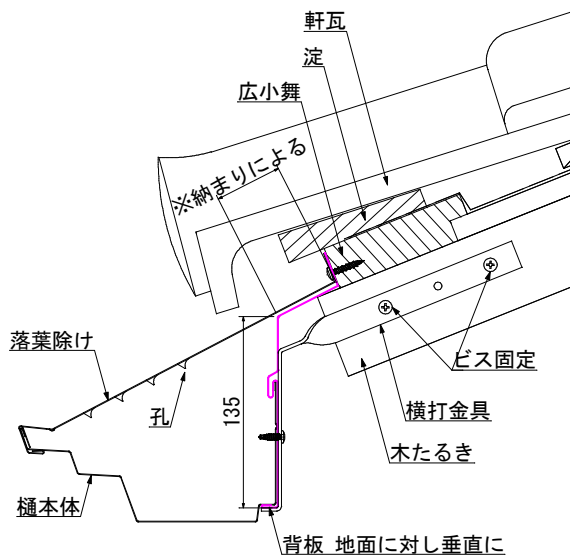 軒瓦
淀
広小舞
※納まりによる
落葉除け
孔
135
ビス固定
横打金具
木たるき
樋本体
背板 地面に対し垂直に